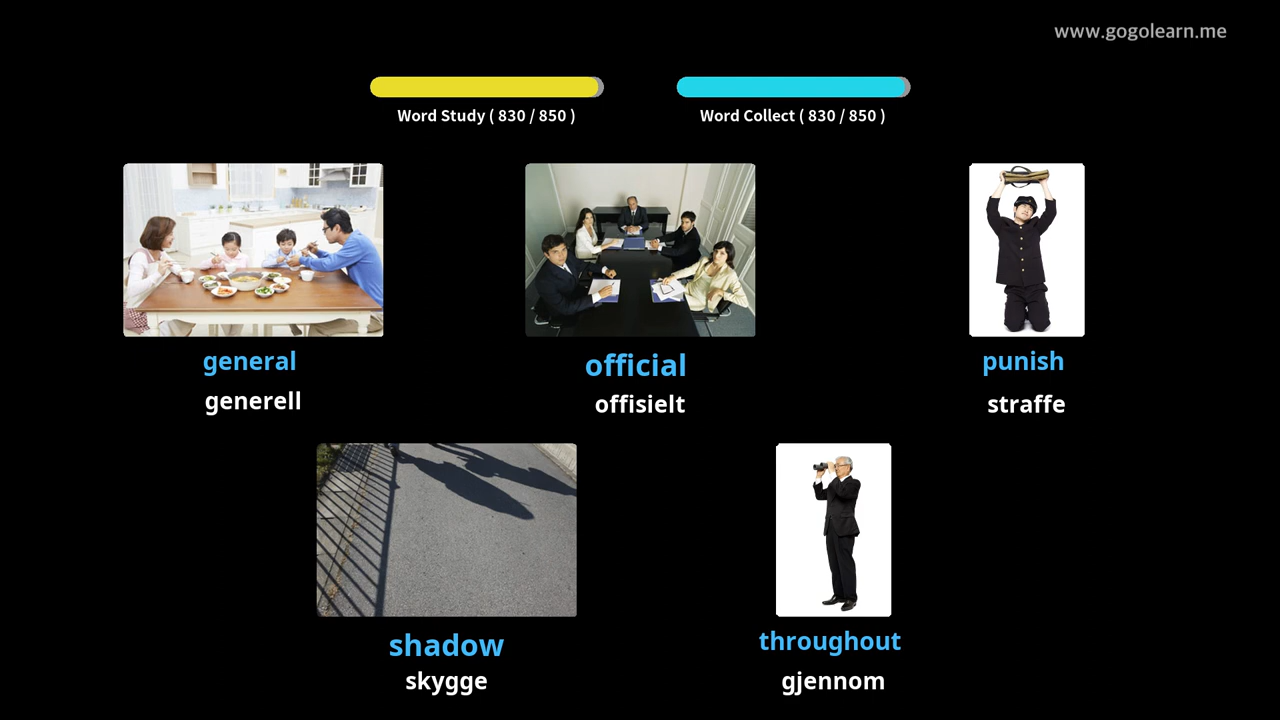 www.gogolearn.me
Word Study ( 830 / 850 )
Word Collect ( 830 / 850 )
general
generell
official
offisielt
punish
straffe
shadow
skygge
throughout
gjennom